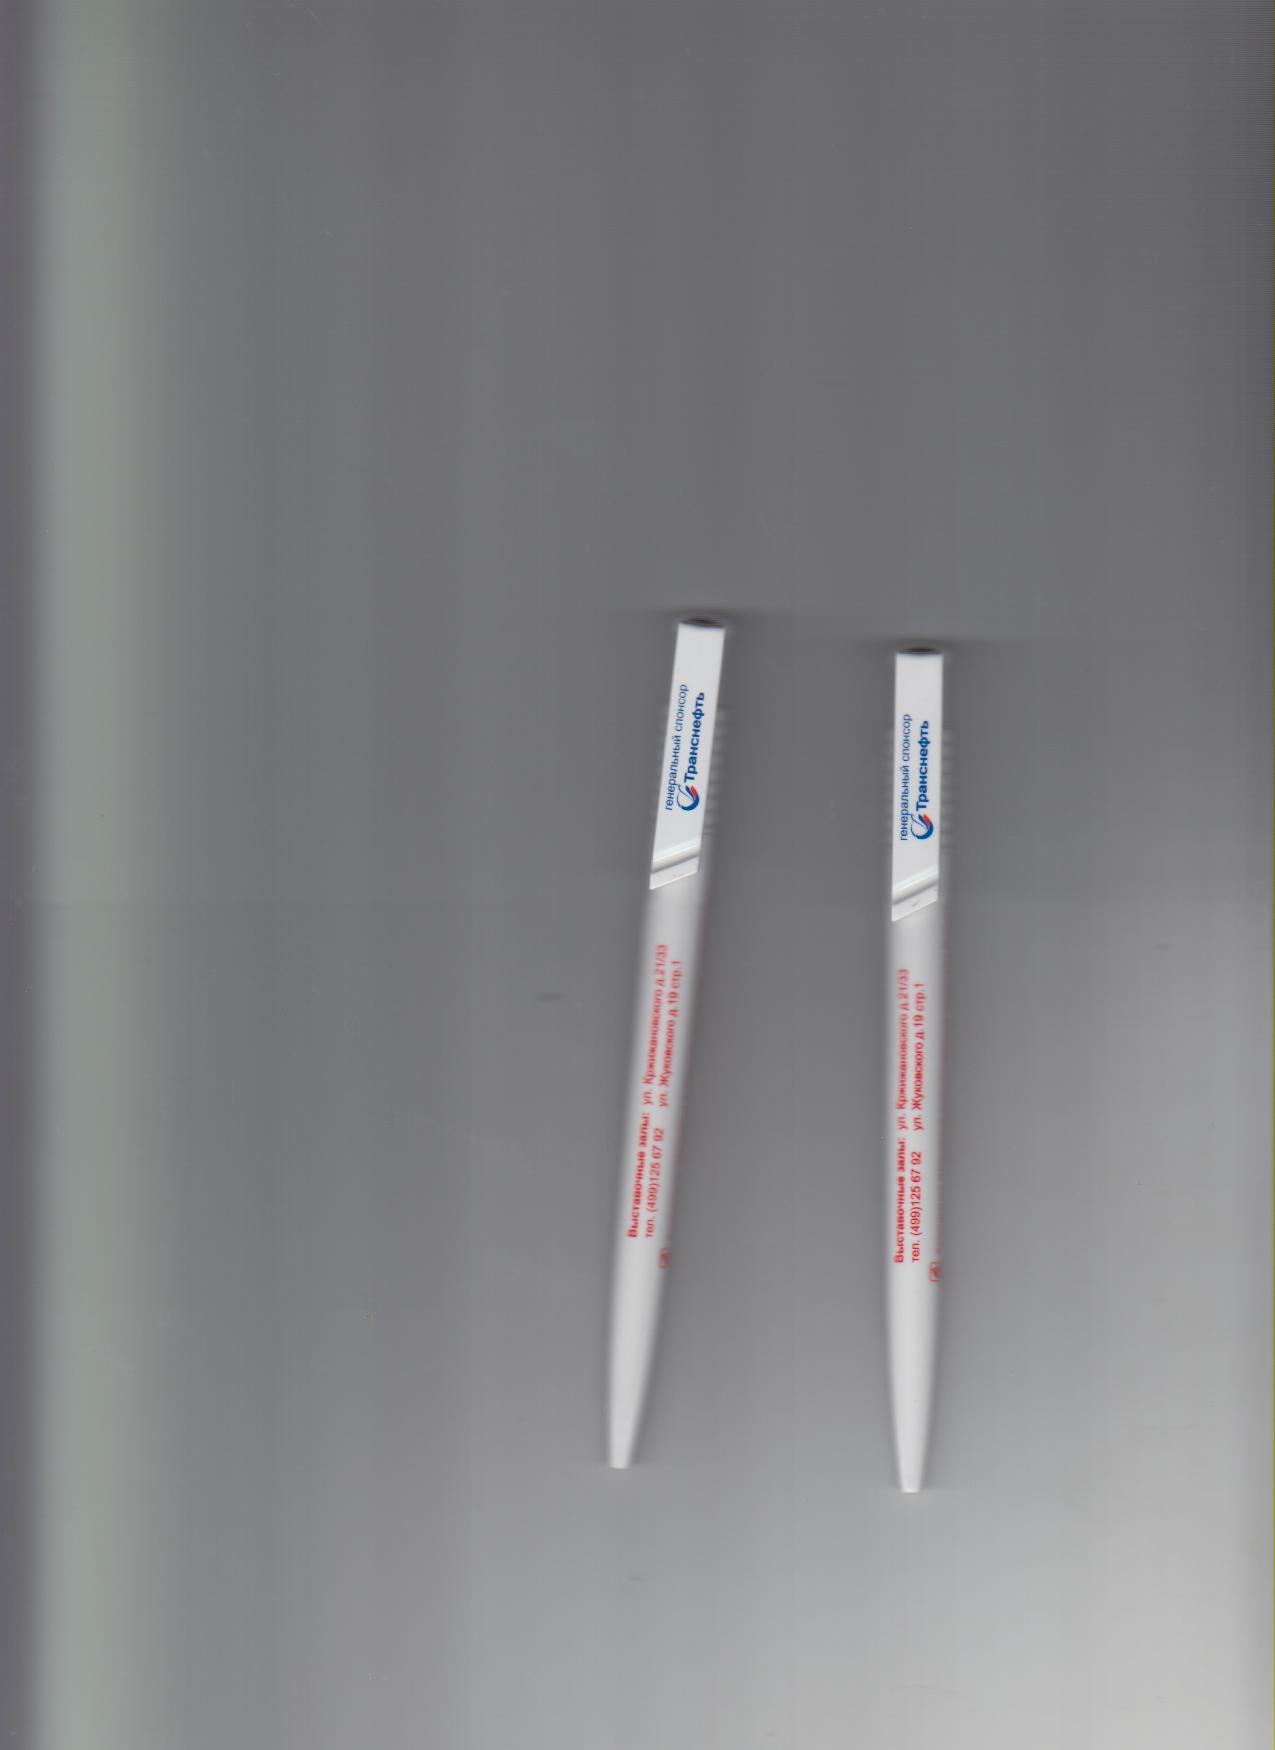 генеральный спонсор
Транснефть
Выставочные залы: ул. Кржижановского д.21/33
тел. (499)125 67 92 ул. Жуковского д.19 стр.1
генеральный спонсор
Транснефть
Выставочные залы: ул. Кржижановского д.21/33
тел. (499)125 67 92 ул. Жуковского д.19 стр.1